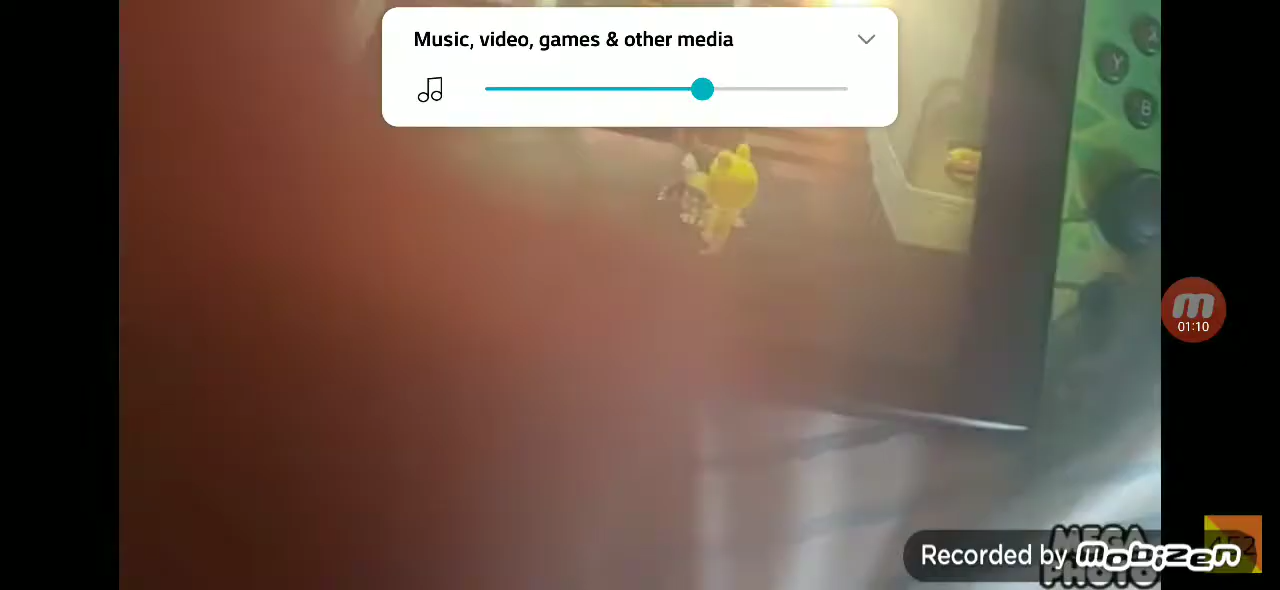 Music, video, games & other media
Y
B
01:10
MEGA
PHOTO
Recorded by mobizen